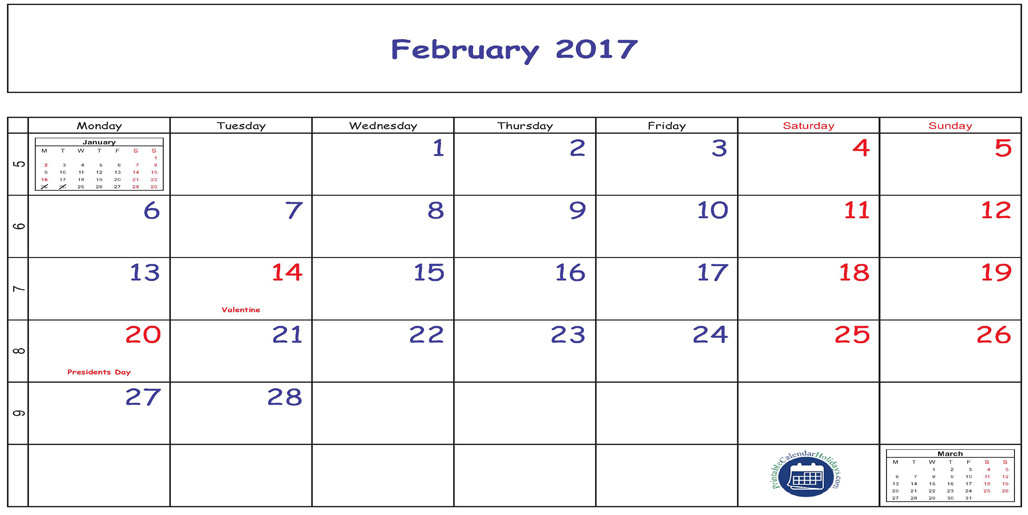 February 2017
Monday Tuesday Wednesday Thursday Friday Saturday Sunday
January
M T W T F S S
1
2 3 4 5 6 7 8
9 10 11 12 13 14 15
16 17 18 19 20 21 22
25 26 27 28 29
5 1 2 3 4 5
6 6 7 8 9 10 11 12
7 13 14 15 16 17 18 19
Valentine
8 20 21 22 23 24 25 26
Presidents Day
9 27 28
PrintableCalendarHolidays.com
March
M T W T F S S
1 2 3 4 5
6 7 8 9 10 11 12
13 14 15 16 17 18 19
20 21 22 23 24 25 26
27 28 29 30 31